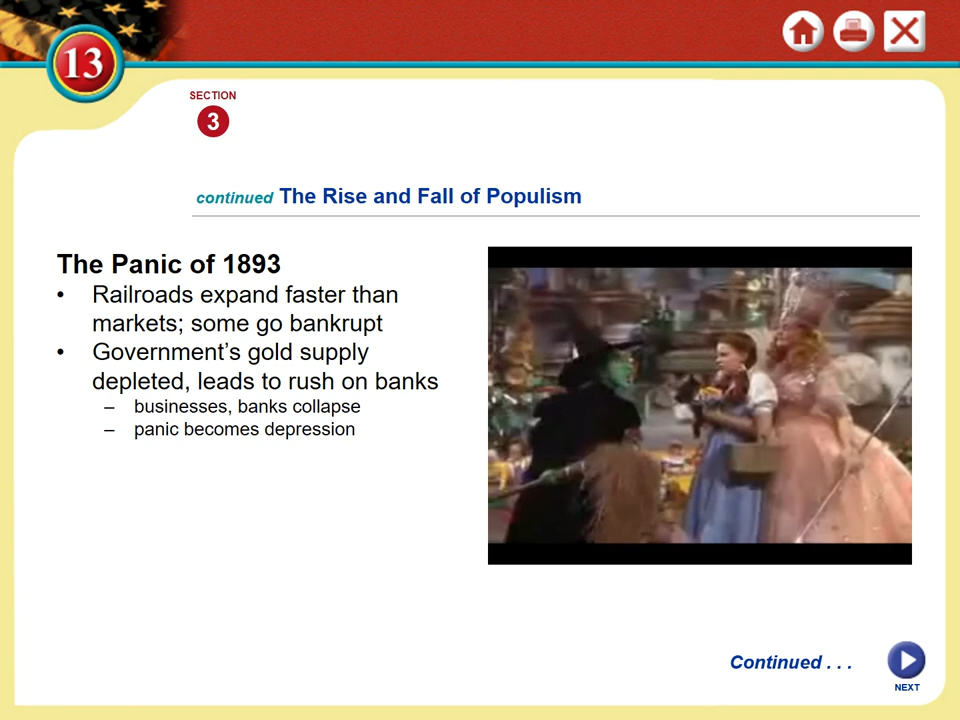 13
SECTION
3
continued The Rise and Fall of Populism
The Panic of 1893
• Railroads expand faster than
markets; some go bankrupt
• Government’s gold supply
depleted, leads to rush on banks
– businesses, banks collapse
– panic becomes depression
Continued . . .
NEXT